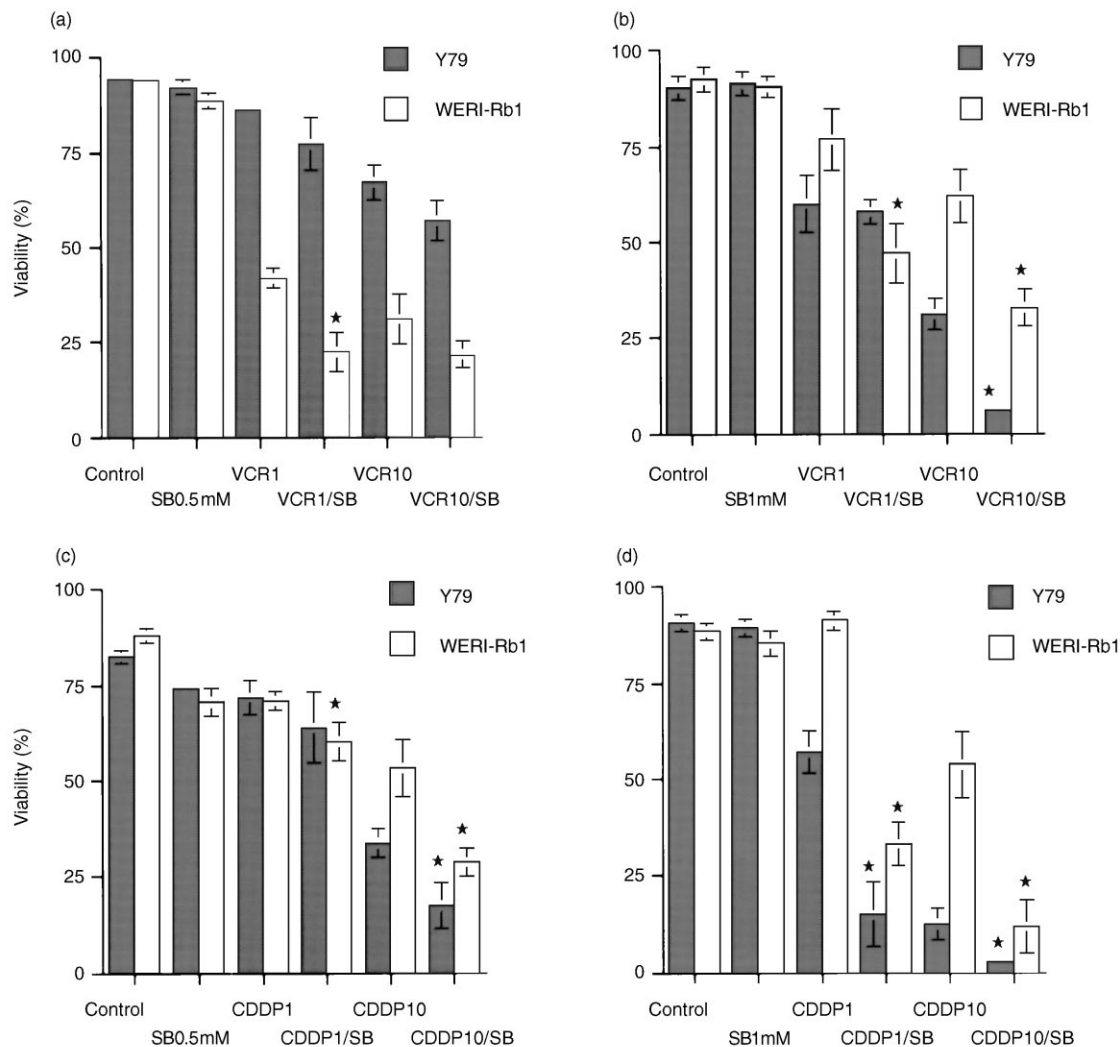 (a)
100
75
50
25
0
Viability (%)
Y79
WERI-Rb1
Control
VCR1
VCR10
SB0.5mM
VCR1/SB
VCR10/SB
(b)
100
75
50
25
0
Y79
WERI-Rb1
Control
VCR1
VCR10
SB1mM
VCR1/SB
VCR10/SB
(c)
100
75
50
25
0
Viability (%)
Y79
WERI-Rb1
Control
CDDP1
CDDP10
SB0.5mM
CDDP1/SB
CDDP10/SB
(d)
100
75
50
25
0
Y79
WERI-Rb1
Control
CDDP1
CDDP10
SB1mM
CDDP1/SB
CDDP10/SB